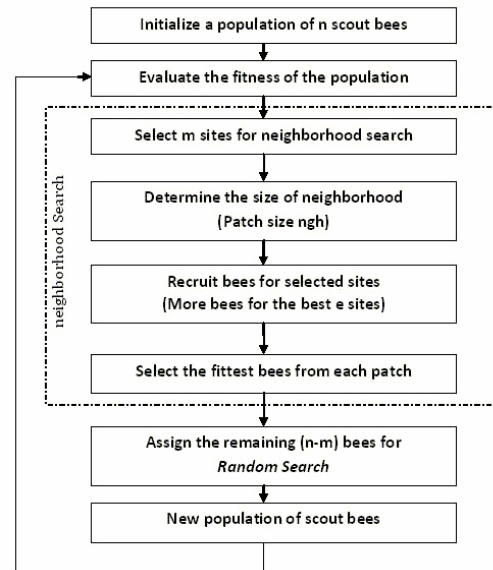 Initialize a population of n scout bees
Evaluate the fitness of the population
Select m sites for neighborhood search
neighborhood Search
Determine the size of neighborhood
(Patch size ngh)
Recruit bees for selected sites
(More bees for the best e sites)
Select the fittest bees from each patch
Assign the remaining (n-m) bees for
Random Search
New population of scout bees